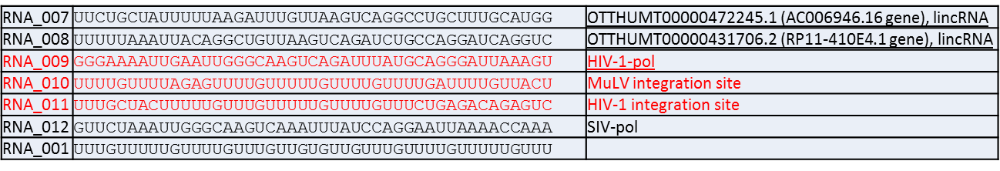 RNA_007 UUCUGCUAUUUUUAAGAUUUGUUAAGUCAGGCCUGCUUUGCAUGG OTTHUMT00000472245.1 (AC006946.16 gene), lincRNA
RNA_008 UUUUUAAAUUACAGGCUGUUAAGUCAGAUCUGCCAGGAUCAGGUC OTTHUMT00000431706.2 (RP11-410E4.1 gene), lincRNA
RNA_009 GGGAAAAUUGAAUUGGGCAAGUCAGAUUUAUGCAGGGAUUAAAGU HIV-1-pol
RNA_010 UUUUGUUUUAGAGUUUUGUUUUUGUUUUGUUUUGAUUUUGUUACU MuLV integration site
RNA_011 UUUGCUACUUUUUGUUUGUUUUUGUUUUGUUUCUGAGACAGAGUC HIV-1 integration site
RNA_012 GUUCUAAAUUGGGCAAGUCAAAUUUAUCCAGGAAUUAAAACCAAA SIV-pol
RNA_001 UUUGUUUUUGUUUUGUUUGUUGUGUUGUUUGUUUUGUUUUUGUUU